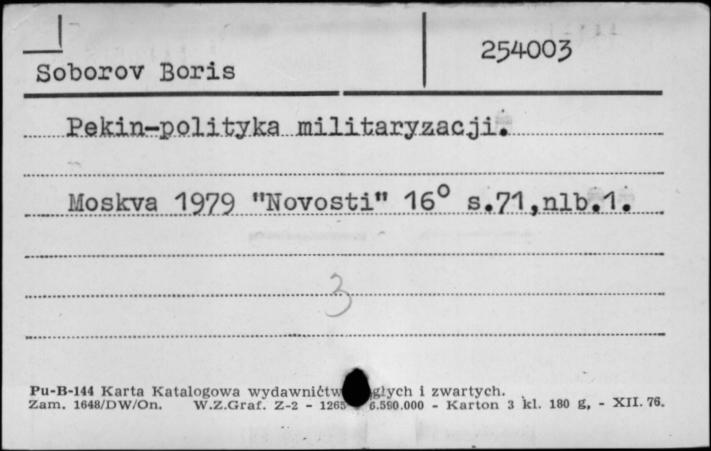 254003
Soborov Boris
Pekin-polityka militaryzacji.
Moskva 1979 "Novosti" 16° s.71,nlb.1.
3
Pu-B-144 Karta Katalogowa wydawnictw głych i zwartych.
Zam. 1648/DW/On. W.Z.Graf. Z-2 - 1265 6.590.000 - Karton 3 kl. 180 g, - XII. 76.